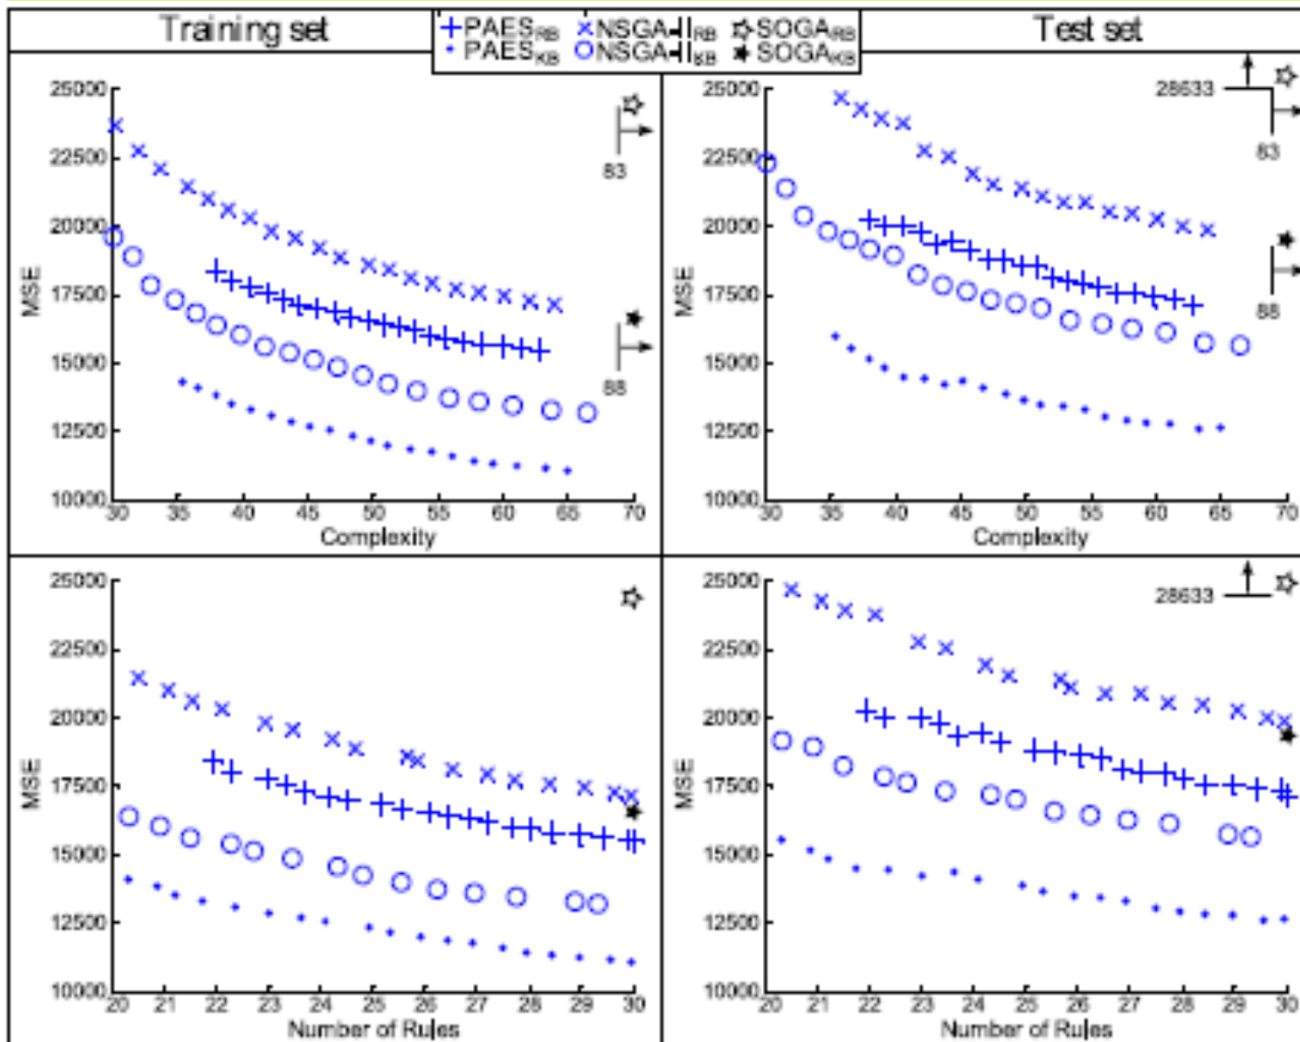 Training set
+PAESRB ×NSGA-IIRB ☆SOGARB
•PAESKB ○NSGA-IIKB ★SOGAKB
Test set
25000
22500
20000
17500
15000
12500
10000
MSE
83
88
30 35 40 45 50 55 60 65 70
Complexity
25000
22500
20000
17500
15000
12500
10000
MSE
28633
83
88
30 35 40 45 50 55 60 65 70
Complexity
25000
22500
20000
17500
15000
12500
10000
MSE
20 21 22 23 24 25 26 27 28 29 30
Number of Rules
25000
22500
20000
17500
15000
12500
10000
MSE
28633
20 21 22 23 24 25 26 27 28 29 30
Number of Rules